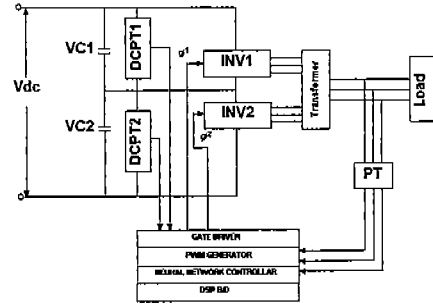 VC1
DCPT1
g1
INV1
Transformer
Load
Vdc
VC2
DCPT2
INV2
g2
PT
GATE DRIVER
PWM GENERATOR
NEURAL NETWORK CONTROLLAR
DSP B/D